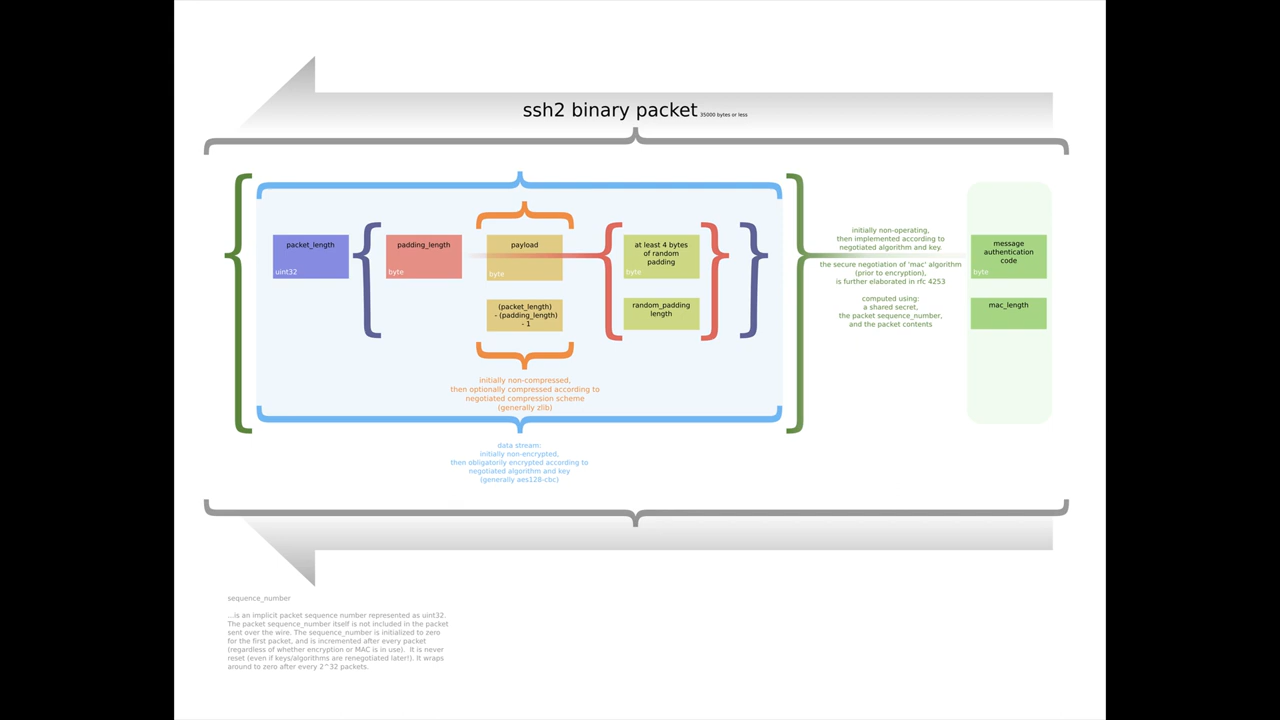 ssh2 binary packet 35000 bytes or less
packet_length
uint32
padding_length
byte
payload
byte
(packet_length)
- (padding_length)
- 1
at least 4 bytes
of random
padding
byte
random_padding
length
initially non-compressed,
then optionally compressed according to
negotiated compression scheme
(generally zlib)
data stream:
initially non-encrypted,
then obligatorily encrypted according to
negotiated algorithm and key
(generally aes128-cbc)
initially non-operating,
then implemented according to
negotiated algorithm and key.
the secure negotiation of 'mac' algorithm
(prior to encryption),
is further elaborated in rfc 4253
computed using:
a shared secret,
the packet sequence_number,
and the packet contents
message
authentication
code
byte
mac_length
sequence_number
...is an implicit packet sequence number represented as uint32.
The packet sequence_number itself is not included in the packet
sent over the wire. The sequence_number is initialized to zero
for the first packet, and is incremented after every packet
(regardless of whether encryption or MAC is in use).  It is never
reset (even if keys/algorithms are renegotiated later!). It wraps
around to zero after every 2^32 packets.